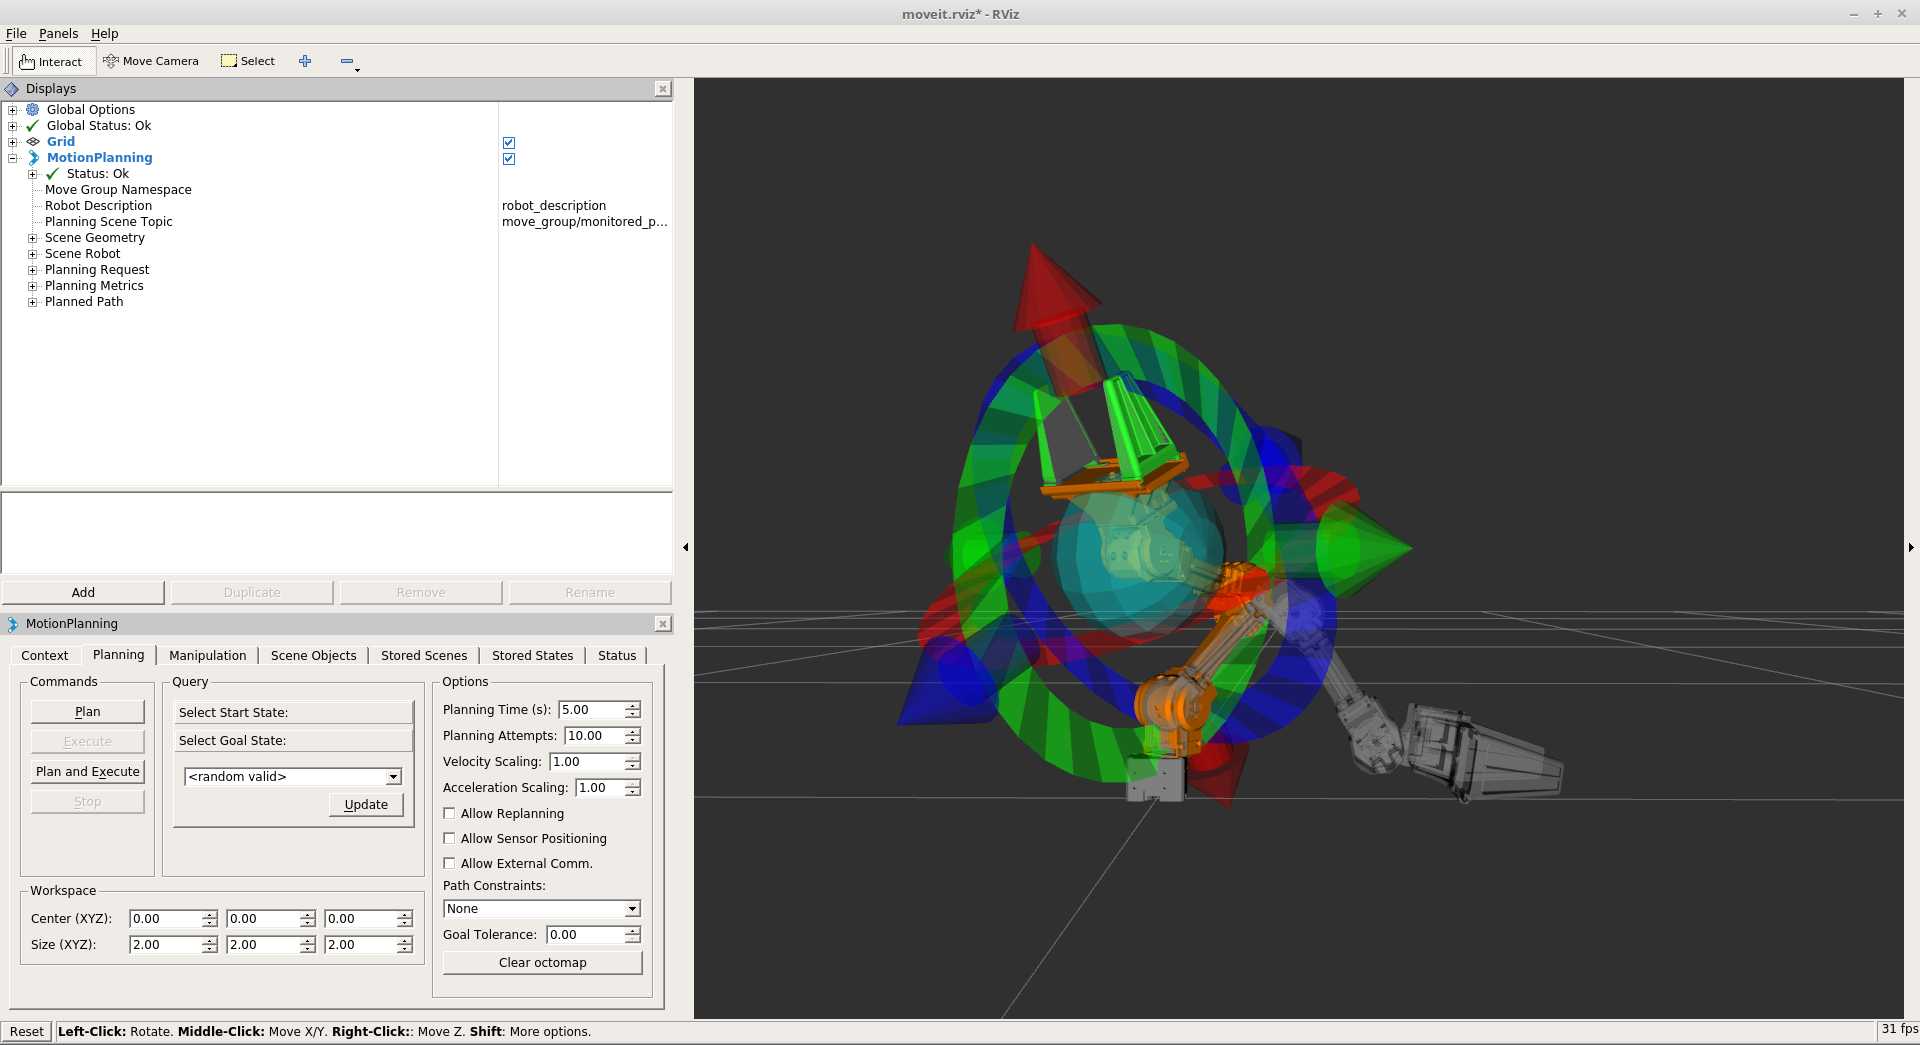 moveit.rviz* - RViz
File Panels Help
Interact Move Camera Select
Displays
Global Options
Global Status: Ok
Grid
MotionPlanning
Status: Ok
Move Group Namespace
Robot Description robot_description
Planning Scene Topic move_group/monitored_p...
Scene Geometry
Scene Robot
Planning Request
Planning Metrics
Planned Path
Add Duplicate Remove Rename
MotionPlanning
Context Planning Manipulation Scene Objects Stored Scenes Stored States Status
Commands
Plan
Execute
Plan and Execute
Stop
Query
Select Start State:
Select Goal State:
<random valid>
Update
Options
Planning Time (s): 5.00
Planning Attempts: 10.00
Velocity Scaling: 1.00
Acceleration Scaling: 1.00
Allow Replanning
Allow Sensor Positioning
Allow External Comm.
Path Constraints:
None
Goal Tolerance: 0.00
Clear octomap
Workspace
Center (XYZ): 0.00 0.00 0.00
Size (XYZ): 2.00 2.00 2.00
Reset Left-Click: Rotate. Middle-Click: Move X/Y. Right-Click:: Move Z. Shift: More options. 31 fps